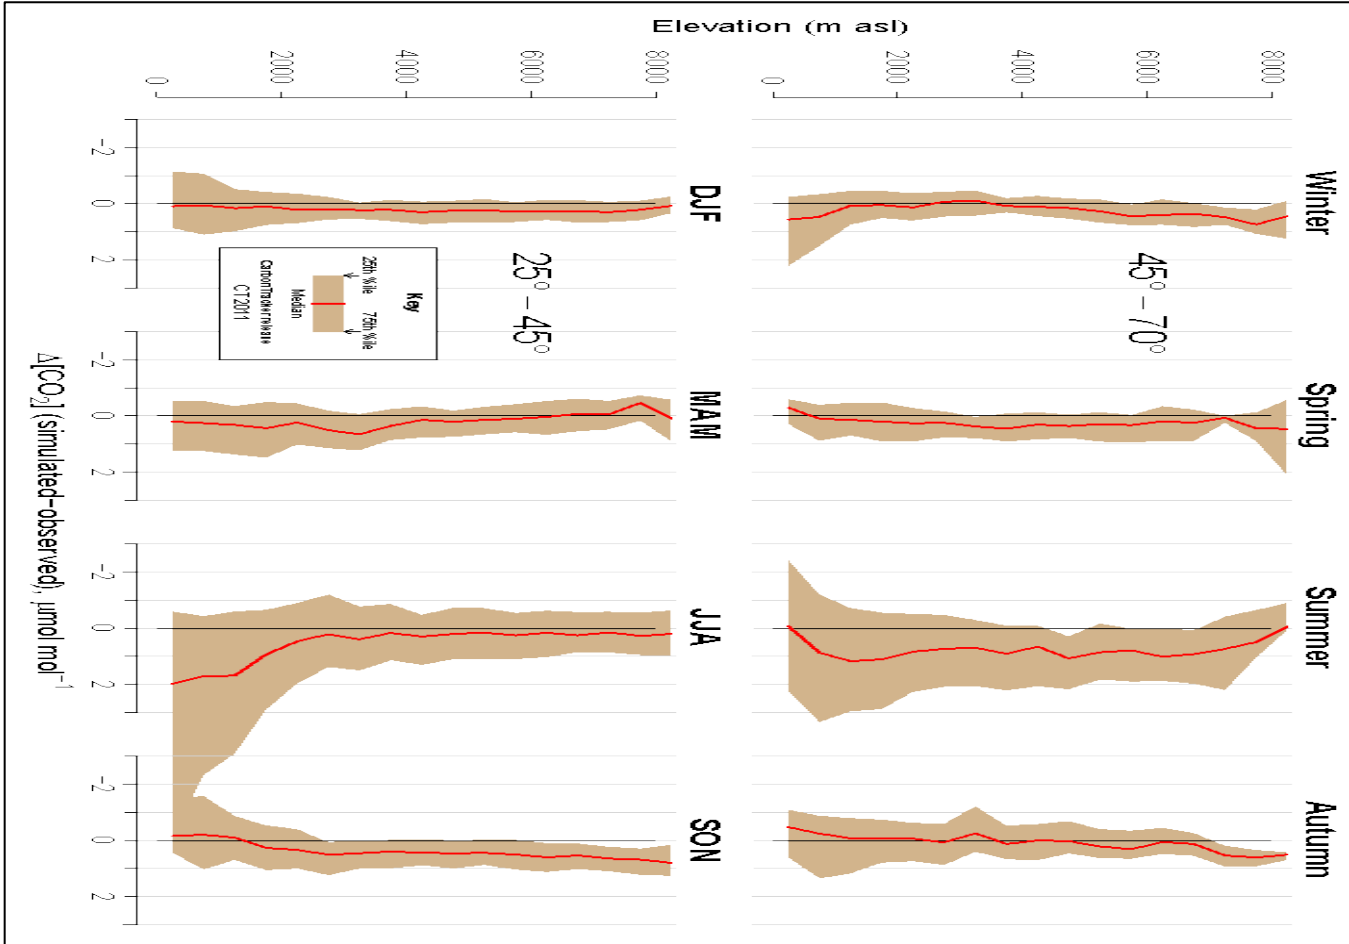 Winter Spring Summer Autumn
8000
6000
4000
2000
0
45° – 70°
Elevation (m asl)
DJF MAM JJA SON
8000
6000
4000
2000
0
25° – 45°
Key
25th %ile 75th %ile
Median
CarbonTracker release
CT2011
−2 0 2 −2 0 2 −2 0 2 −2 0 2
Δ[CO₂] (simulated−observed), μmol mol⁻¹